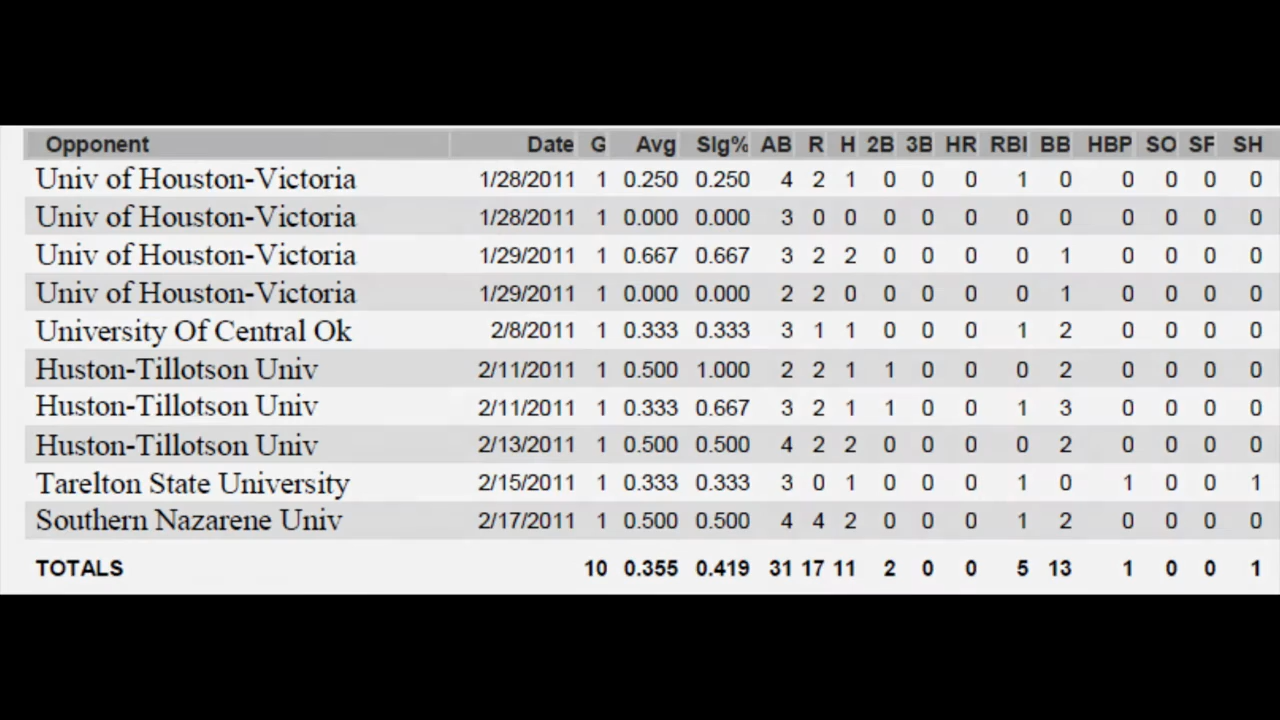 Opponent Date G Avg Slg% AB R H 2B 3B HR RBI BB HBP SO SF SH
Univ of Houston-Victoria 1/28/2011 1 0.250 0.250 4 2 1 0 0 0 1 0 0 0 0 0
Univ of Houston-Victoria 1/28/2011 1 0.000 0.000 3 0 0 0 0 0 0 0 0 0 0 0
Univ of Houston-Victoria 1/29/2011 1 0.667 0.667 3 2 2 0 0 0 0 1 0 0 0 0
Univ of Houston-Victoria 1/29/2011 1 0.000 0.000 2 2 0 0 0 0 0 1 0 0 0 0
University Of Central Ok 2/8/2011 1 0.333 0.333 3 1 1 0 0 0 1 2 0 0 0 0
Huston-Tillotson Univ 2/11/2011 1 0.500 1.000 2 2 1 1 0 0 0 2 0 0 0 0
Huston-Tillotson Univ 2/11/2011 1 0.333 0.667 3 2 1 1 0 0 1 3 0 0 0 0
Huston-Tillotson Univ 2/13/2011 1 0.500 0.500 4 2 2 0 0 0 0 2 0 0 0 0
Tarelton State University 2/15/2011 1 0.333 0.333 3 0 1 0 0 0 1 0 1 0 0 1
Southern Nazarene Univ 2/17/2011 1 0.500 0.500 4 4 2 0 0 0 1 2 0 0 0 0
TOTALS 10 0.355 0.419 31 17 11 2 0 0 5 13 1 0 0 1